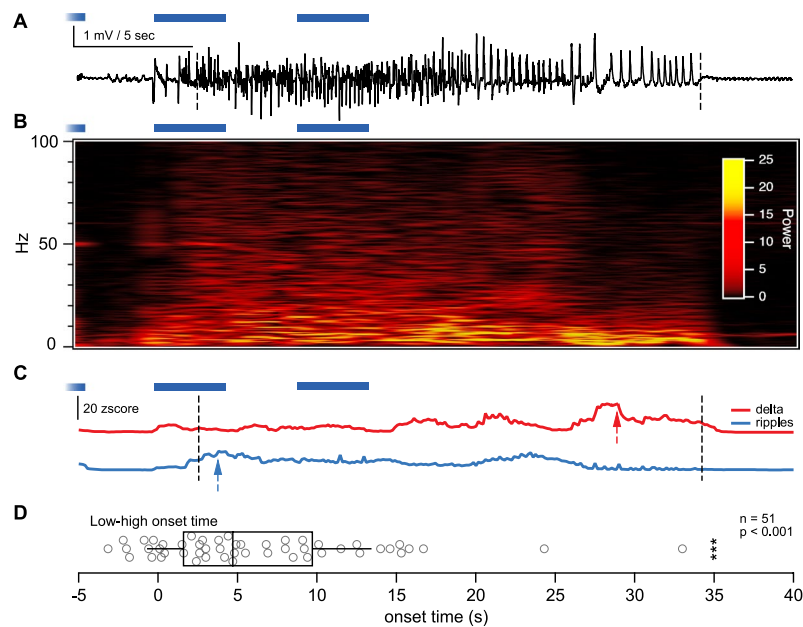 A
1 mV / 5 sec
B
100
50
0
Hz
25
20
15
10
5
0
Power
C
20 zscore
delta
ripples
D
Low-high onset time
n = 51
p < 0.001
***
-5 0 5 10 15 20 25 30 35 40
onset time (s)